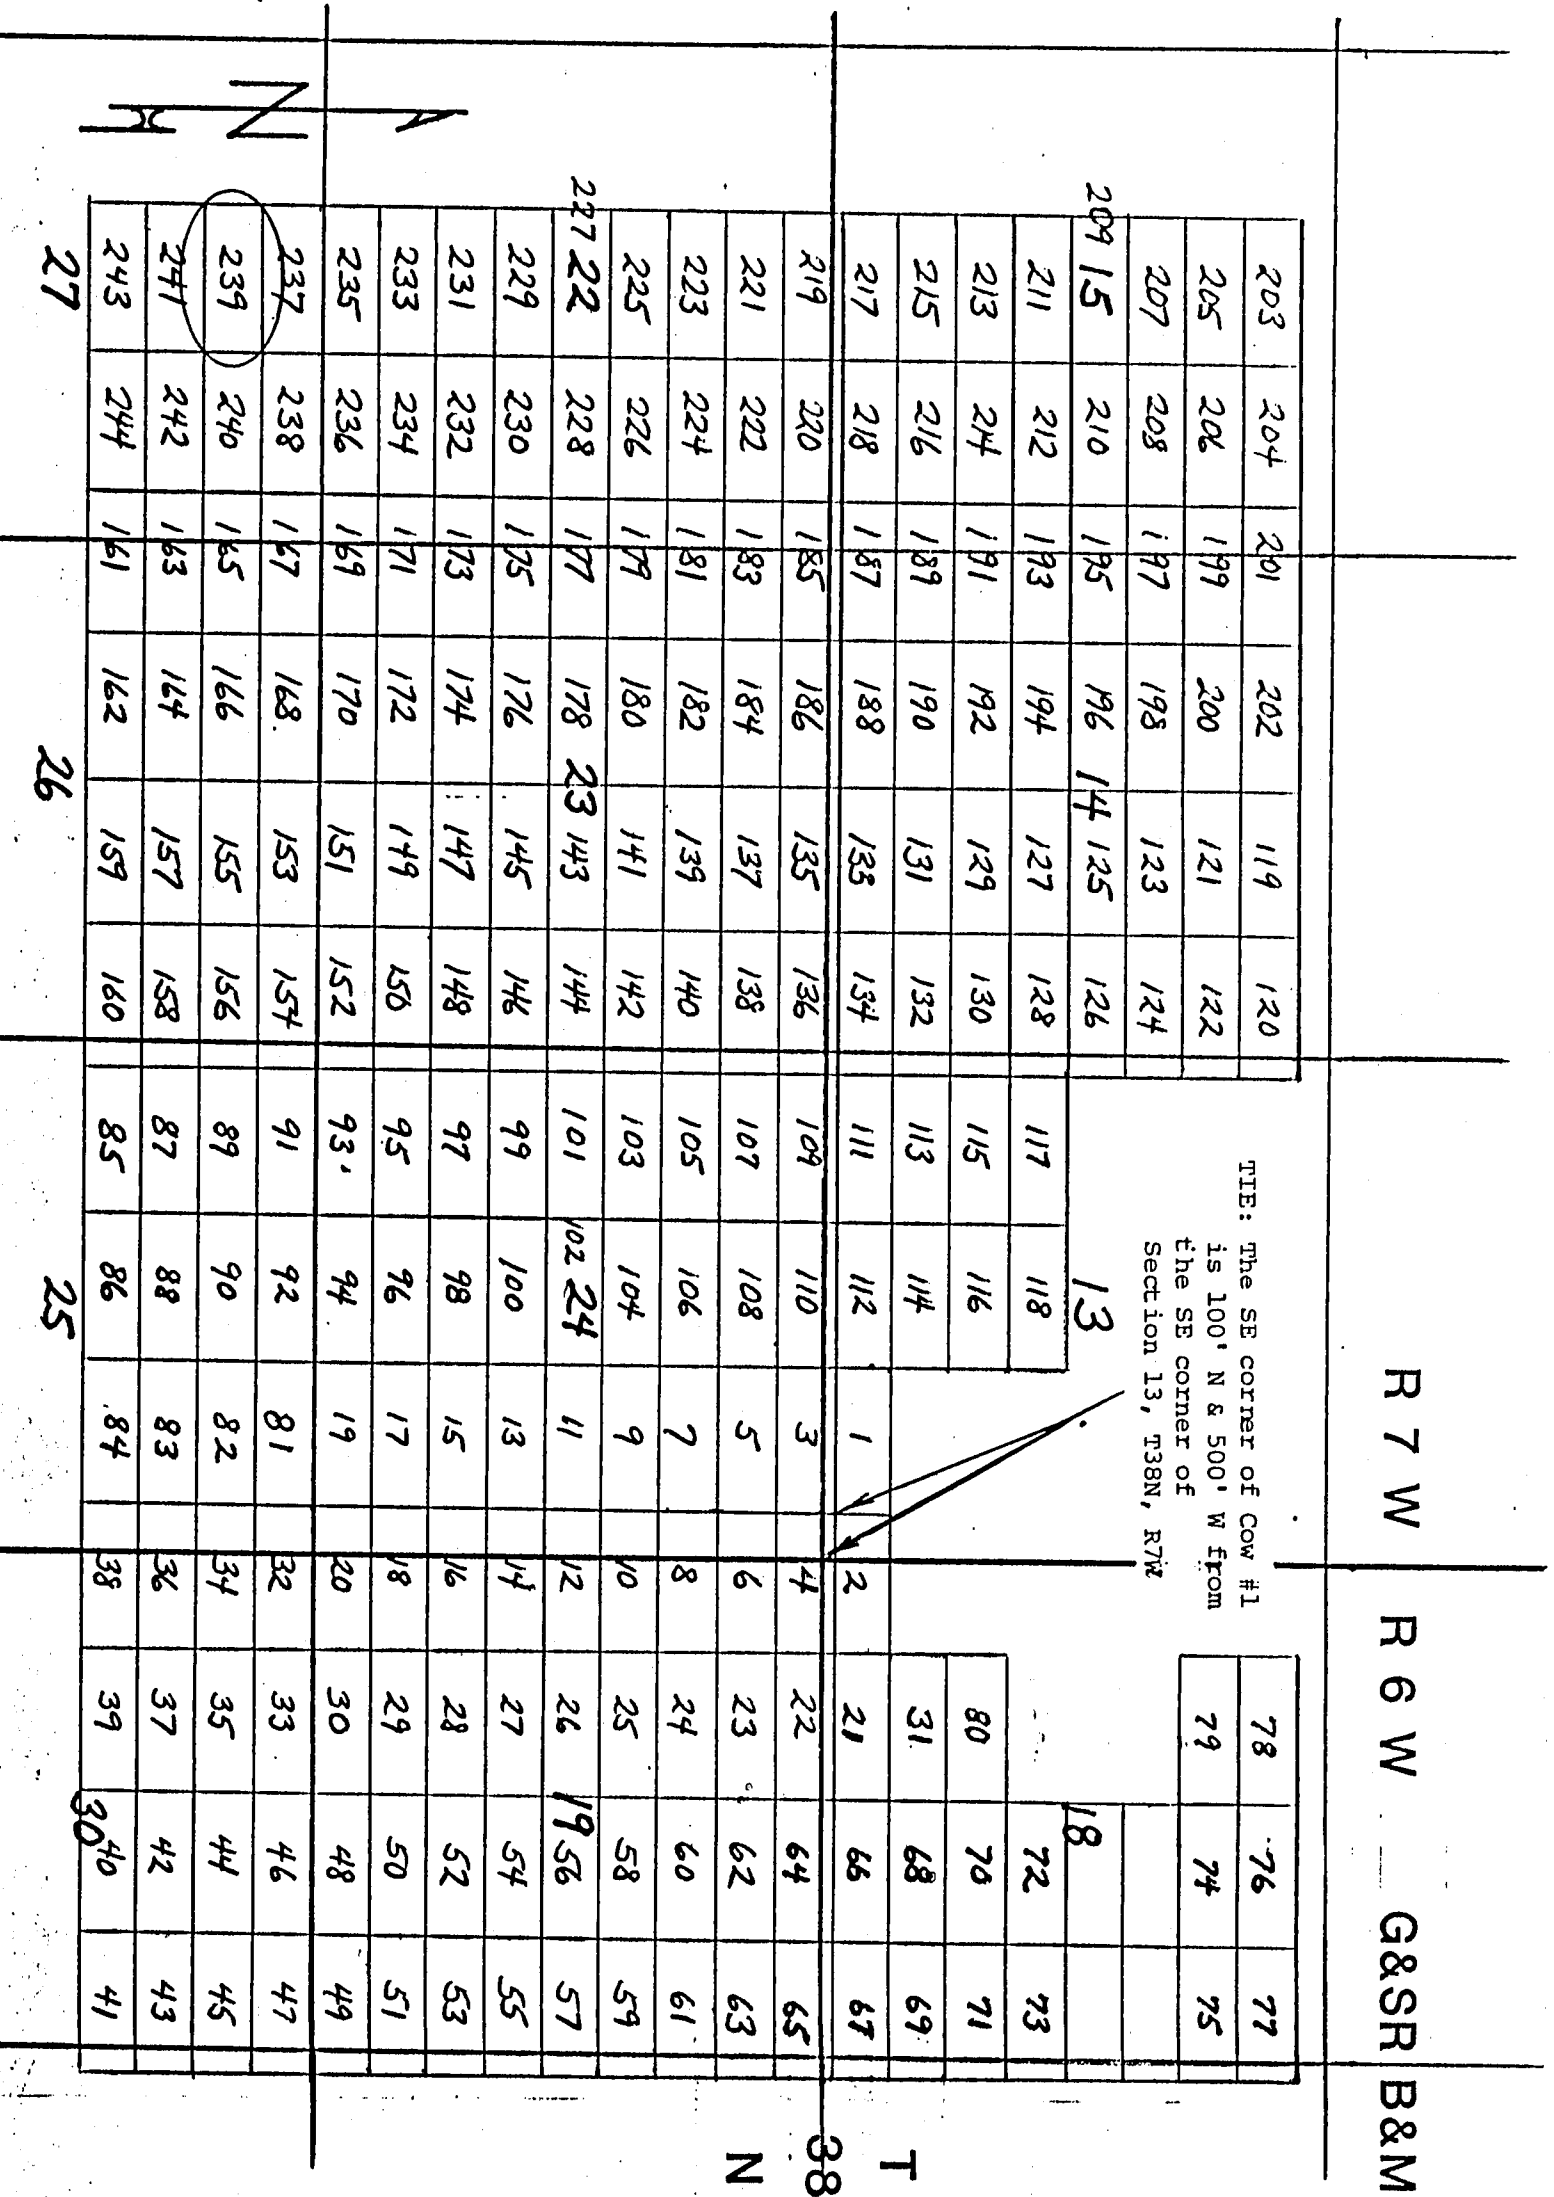 R 7 W R 6 W G&SR B&M
TIE: The SE corner of Cow #1
is 100' N & 500' W from
the SE corner of
Section 13, T38N, R7W
203 204 201 202 119 120 78 76 77
205 206 199 200 121 122 79 74 75
207 208 197 198 123 124
209 15 210 195 196 14 125 126 13 18
211 212 193 194 127 128 117 118 72 73
213 214 191 192 129 130 115 116 80 70 71
215 216 189 190 131 132 113 114 31 68 69
217 218 187 188 133 134 111 112 1 2 21 66 67
219 220 185 186 135 136 109 110 3 4 22 64 65
221 222 183 184 137 138 107 108 5 6 23 62 63
223 224 181 182 139 140 105 106 7 8 24 60 61
225 226 179 180 141 142 103 104 9 10 25 58 59
227 22 228 177 178 23 143 144 101 102 24 11 12 26 19 56 57
229 230 175 176 145 146 99 100 13 14 27 54 55
231 232 173 174 147 148 97 98 15 16 28 52 53
233 234 171 172 149 150 95 96 17 18 29 50 51
235 236 169 170 151 152 93 94 19 20 30 48 49
237 238 167 168 153 154 91 92 81 32 33 46 47
239 240 165 166 155 156 89 90 82 34 35 44 45
241 242 163 164 157 158 87 88 83 36 37 42 43
243 244 161 162 159 160 85 86 84 38 39 30 40 41
27 26 25
T
38
N
N